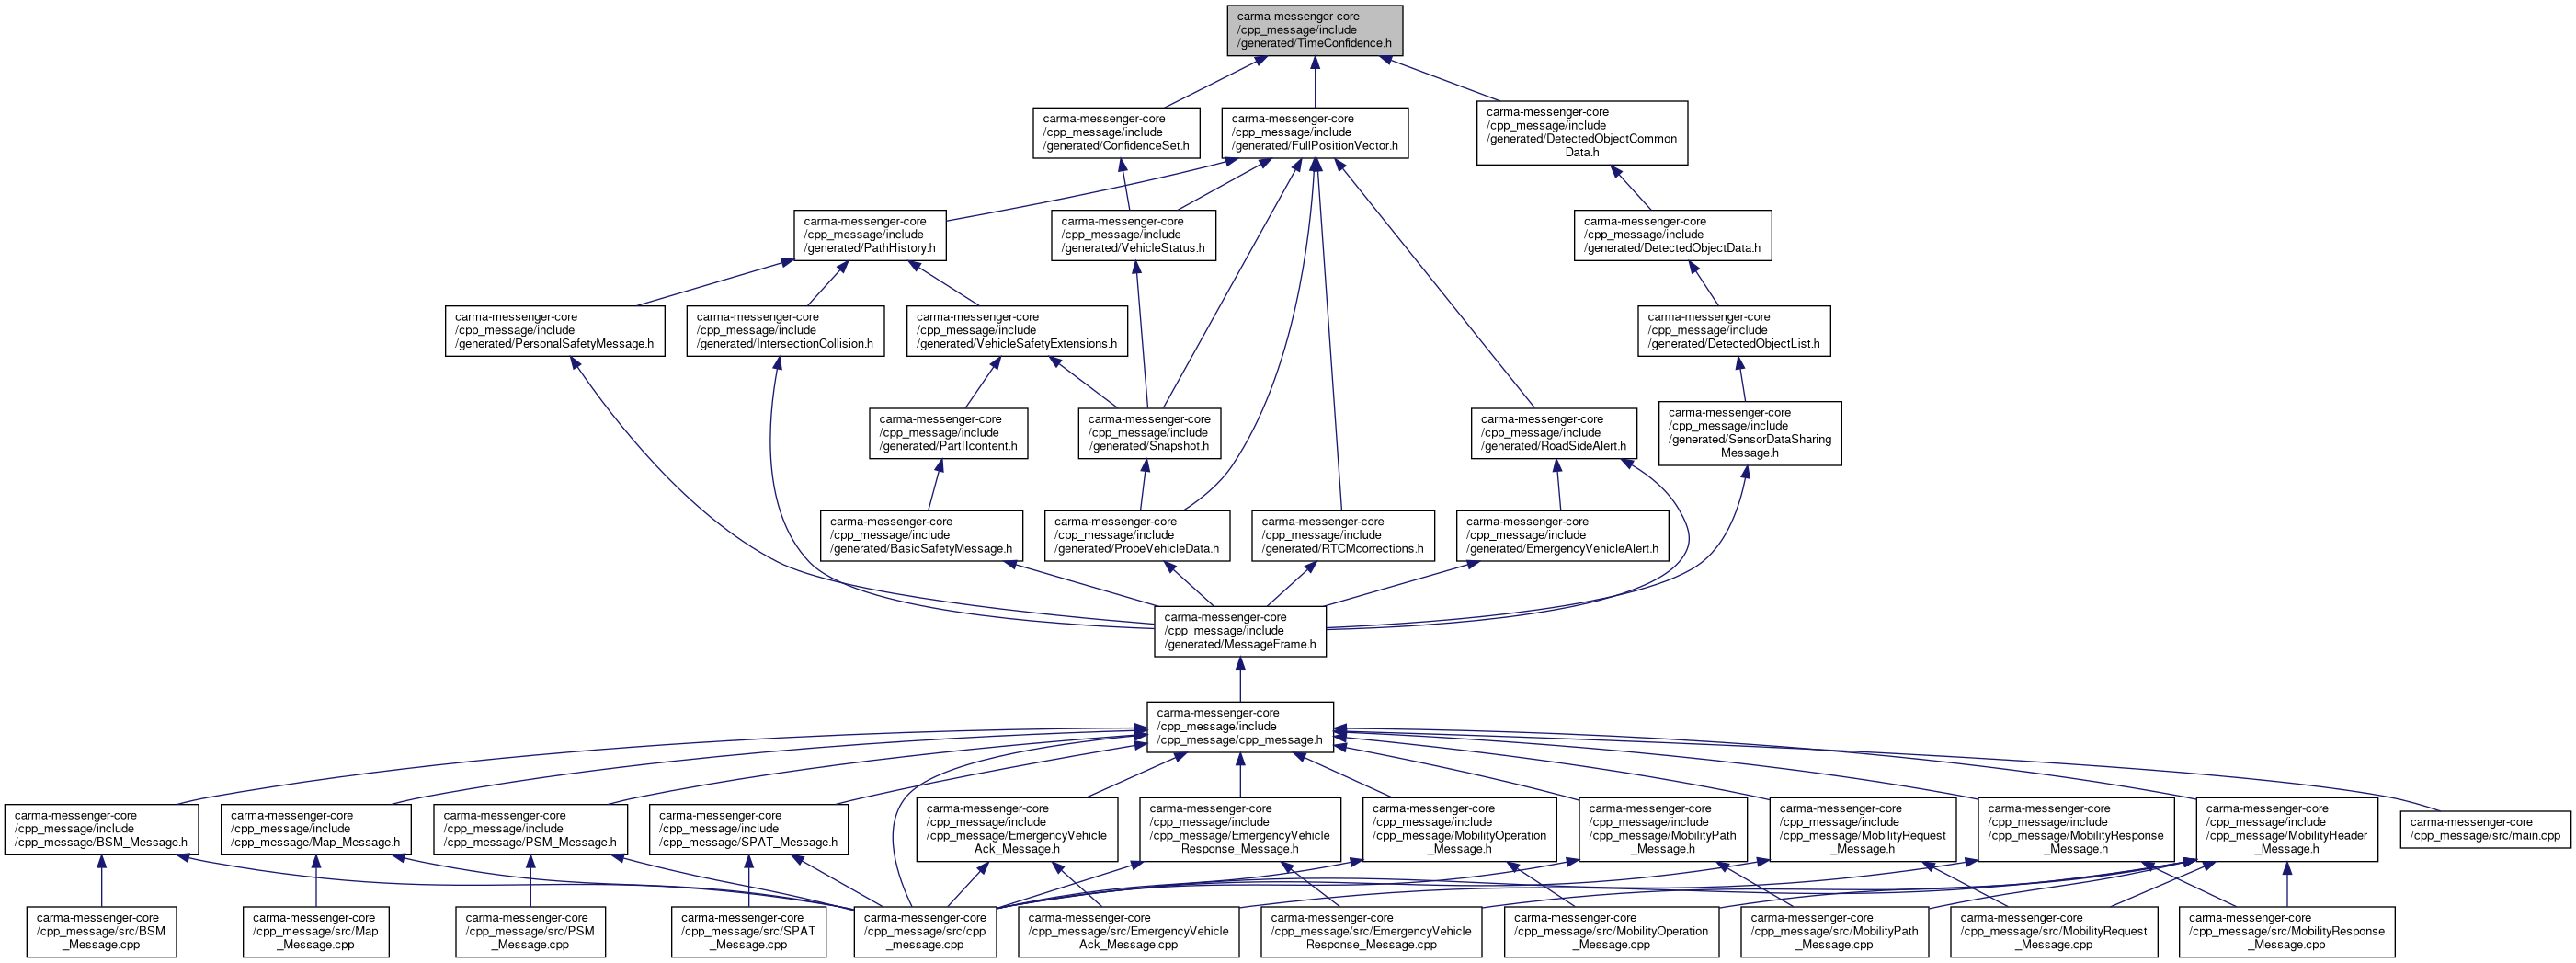 carma-messenger-core
/cpp_message/include
/generated/TimeConfidence.h
carma-messenger-core
/cpp_message/include
/generated/ConfidenceSet.h
carma-messenger-core
/cpp_message/include
/generated/FullPositionVector.h
carma-messenger-core
/cpp_message/include
/generated/DetectedObjectCommon
Data.h
carma-messenger-core
/cpp_message/include
/generated/PathHistory.h
carma-messenger-core
/cpp_message/include
/generated/VehicleStatus.h
carma-messenger-core
/cpp_message/include
/generated/DetectedObjectData.h
carma-messenger-core
/cpp_message/include
/generated/PersonalSafetyMessage.h
carma-messenger-core
/cpp_message/include
/generated/IntersectionCollision.h
carma-messenger-core
/cpp_message/include
/generated/VehicleSafetyExtensions.h
carma-messenger-core
/cpp_message/include
/generated/DetectedObjectList.h
carma-messenger-core
/cpp_message/include
/generated/PartIIcontent.h
carma-messenger-core
/cpp_message/include
/generated/Snapshot.h
carma-messenger-core
/cpp_message/include
/generated/RoadSideAlert.h
carma-messenger-core
/cpp_message/include
/generated/SensorDataSharing
Message.h
carma-messenger-core
/cpp_message/include
/generated/BasicSafetyMessage.h
carma-messenger-core
/cpp_message/include
/generated/ProbeVehicleData.h
carma-messenger-core
/cpp_message/include
/generated/RTCMcorrections.h
carma-messenger-core
/cpp_message/include
/generated/EmergencyVehicleAlert.h
carma-messenger-core
/cpp_message/include
/generated/MessageFrame.h
carma-messenger-core
/cpp_message/include
/cpp_message/cpp_message.h
carma-messenger-core
/cpp_message/include
/cpp_message/BSM_Message.h
carma-messenger-core
/cpp_message/include
/cpp_message/Map_Message.h
carma-messenger-core
/cpp_message/include
/cpp_message/PSM_Message.h
carma-messenger-core
/cpp_message/include
/cpp_message/SPAT_Message.h
carma-messenger-core
/cpp_message/include
/cpp_message/EmergencyVehicle
Ack_Message.h
carma-messenger-core
/cpp_message/include
/cpp_message/EmergencyVehicle
Response_Message.h
carma-messenger-core
/cpp_message/include
/cpp_message/MobilityOperation
_Message.h
carma-messenger-core
/cpp_message/include
/cpp_message/MobilityPath
_Message.h
carma-messenger-core
/cpp_message/include
/cpp_message/MobilityRequest
_Message.h
carma-messenger-core
/cpp_message/include
/cpp_message/MobilityResponse
_Message.h
carma-messenger-core
/cpp_message/include
/cpp_message/MobilityHeader
_Message.h
carma-messenger-core
/cpp_message/src/main.cpp
carma-messenger-core
/cpp_message/src/BSM
_Message.cpp
carma-messenger-core
/cpp_message/src/Map
_Message.cpp
carma-messenger-core
/cpp_message/src/PSM
_Message.cpp
carma-messenger-core
/cpp_message/src/SPAT
_Message.cpp
carma-messenger-core
/cpp_message/src/cpp
_message.cpp
carma-messenger-core
/cpp_message/src/EmergencyVehicle
Ack_Message.cpp
carma-messenger-core
/cpp_message/src/EmergencyVehicle
Response_Message.cpp
carma-messenger-core
/cpp_message/src/MobilityOperation
_Message.cpp
carma-messenger-core
/cpp_message/src/MobilityPath
_Message.cpp
carma-messenger-core
/cpp_message/src/MobilityRequest
_Message.cpp
carma-messenger-core
/cpp_message/src/MobilityResponse
_Message.cpp